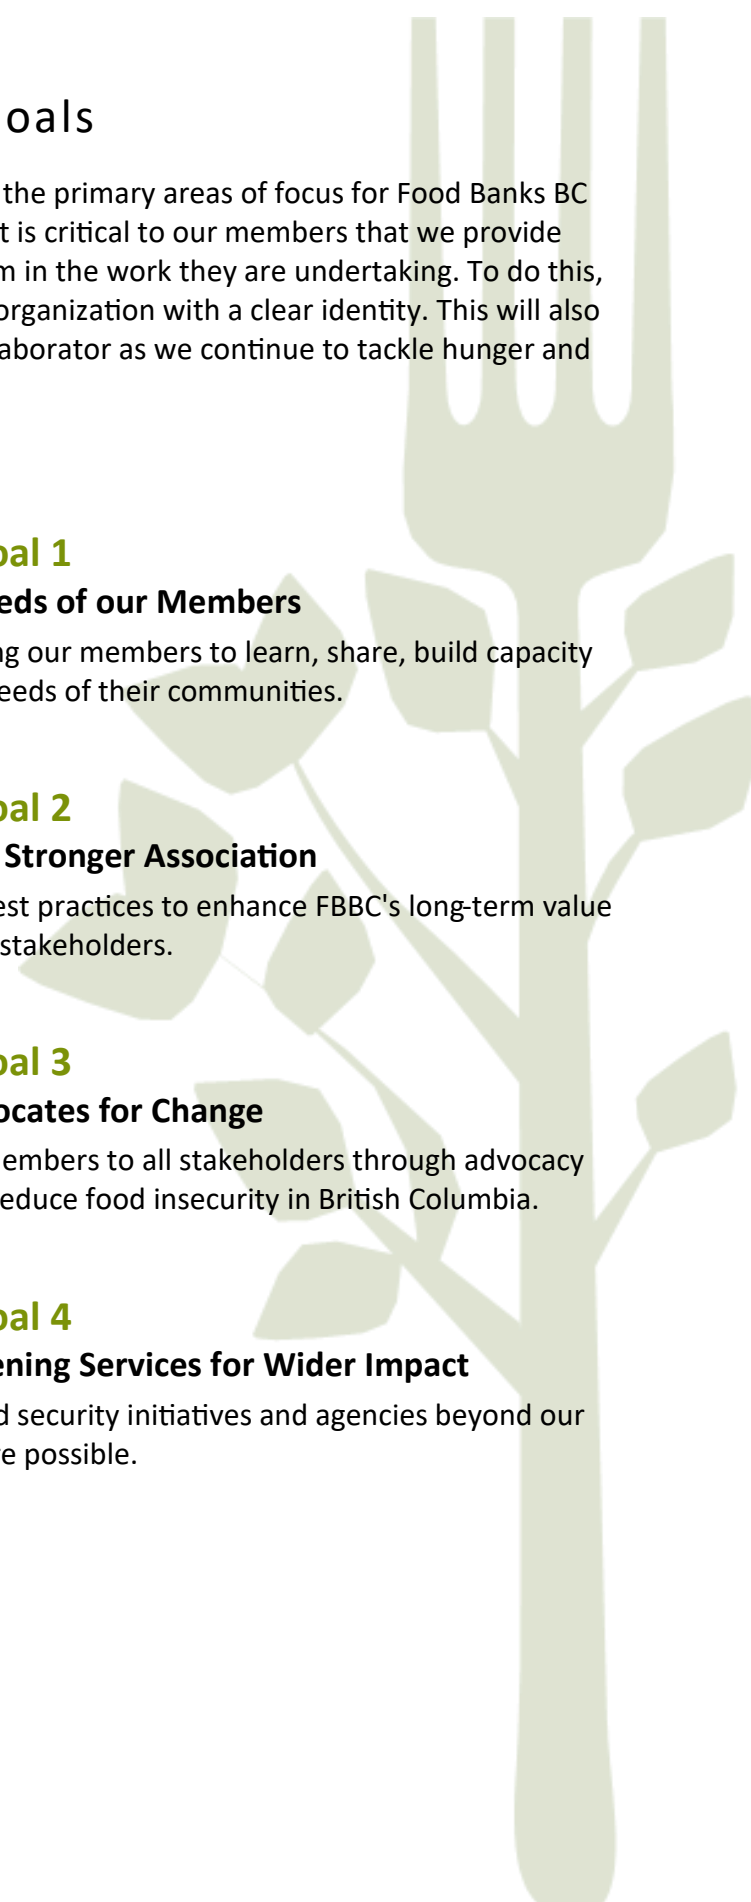 oals
the primary areas of focus for Food Banks BC
t is critical to our members that we provide
m in the work they are undertaking. To do this,
organization with a clear identity. This will also
aborator as we continue to tackle hunger and
oal 1
eds of our Members
ng our members to learn, share, build capacity
eeds of their communities.
oal 2
Stronger Association
est practices to enhance FBBC's long-term value
stakeholders.
oal 3
ocates for Change
embers to all stakeholders through advocacy
educe food insecurity in British Columbia.
oal 4
ening Services for Wider Impact
d security initiatives and agencies beyond our
e possible.